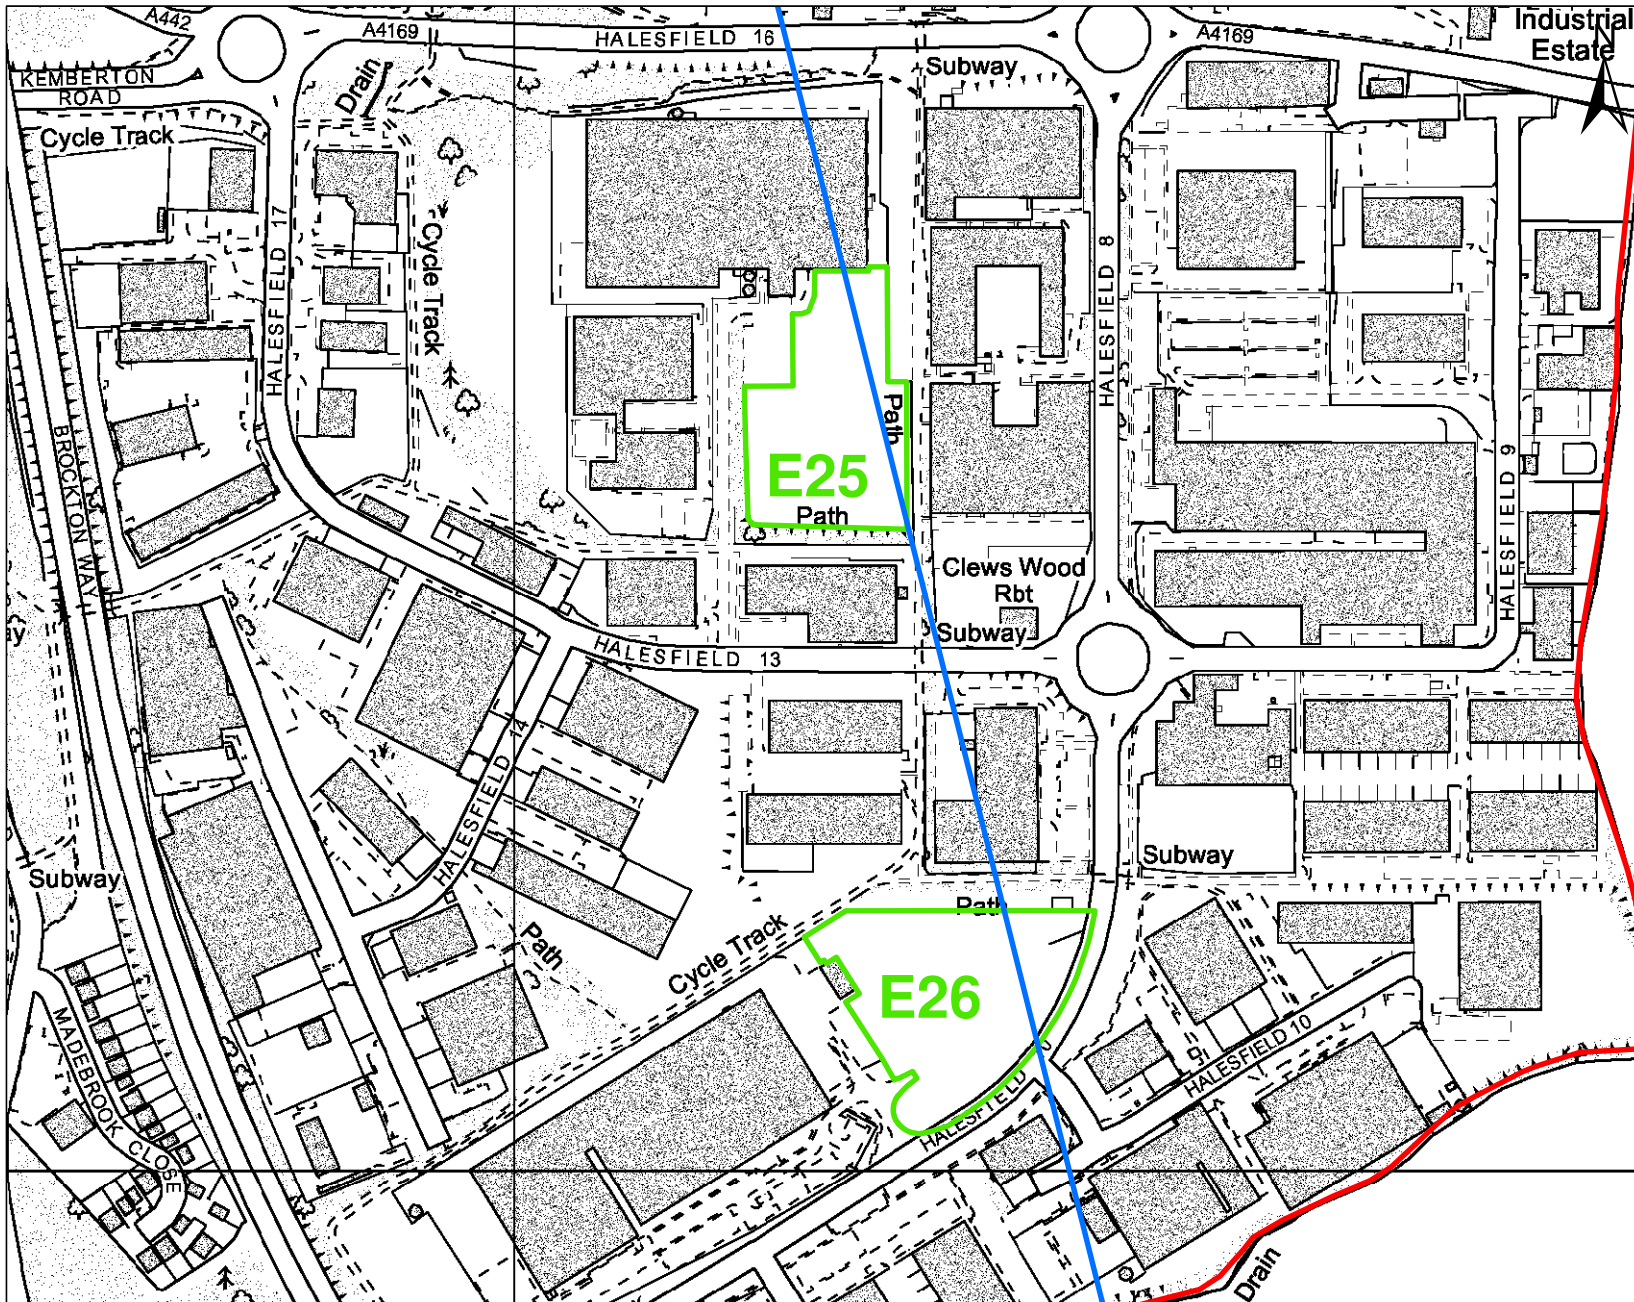 A442
A4169
HALESFIELD 16
A4169
Industrial
Estate
N
KEMBERTON
ROAD
Drain
Subway
Cycle Track
HALESFIELD 17
Cycle Track
HALESFIELD 8
Path
BROCKTON WAY
E25
Path
HALESFIELD 9
Clews Wood
Rbt
Subway
HALESFIELD 13
HALESFIELD 14
Subway
Subway
Path
Cycle Track
Path
E26
MADEBROOK CLOSE
HALESFIELD 10
HALESFIELD
Drain